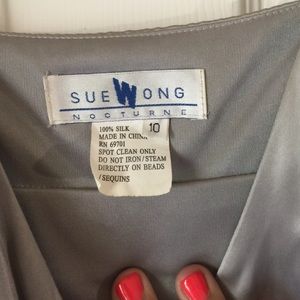 SUE WONG
NOCTURNE
100% SILK 10
MADE IN CHINA
RN 69701
SPOT CLEAN ONLY
DO NOT IRON/STEAM
DIRECTLY ON BEADS
/SEQUINS